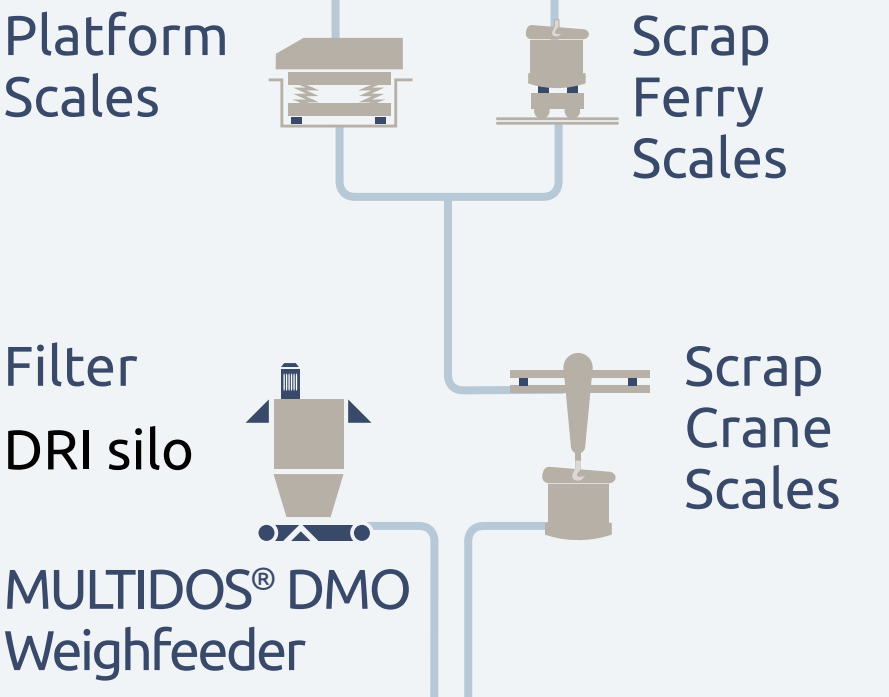 Platform
Scales
Scrap
Ferry
Scales
Filter
DRI silo
Scrap
Crane
Scales
MULTIDOS® DMO
Weighfeeder